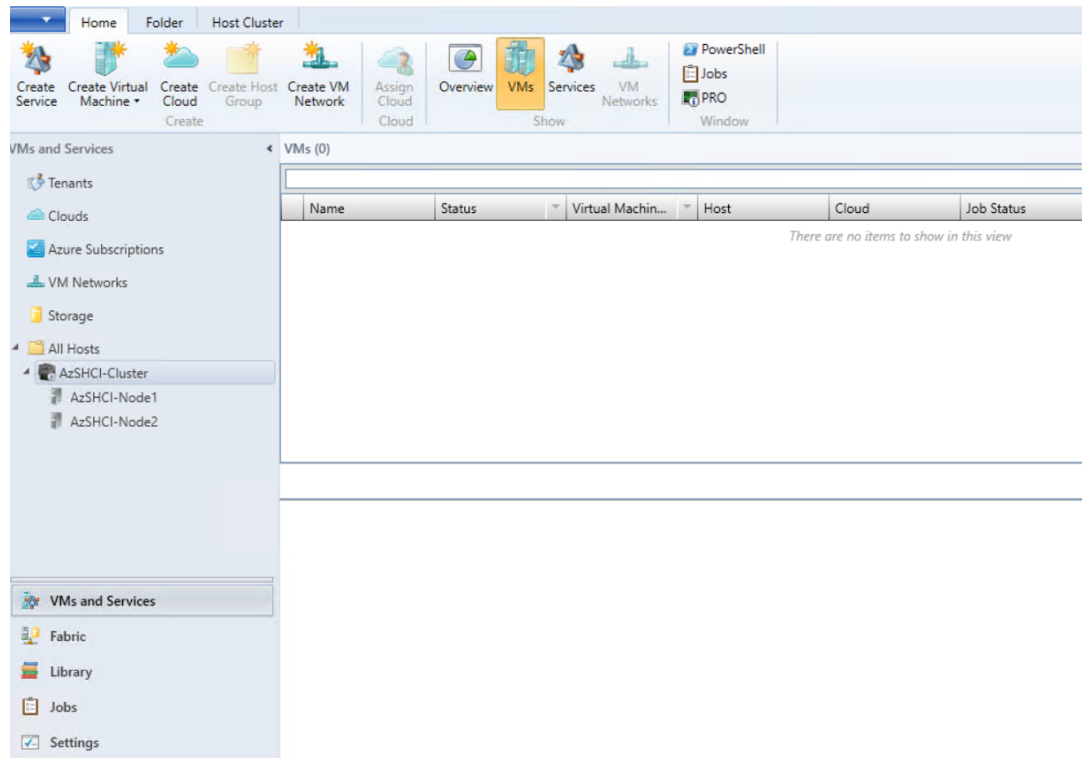 Home Folder Host Cluster
Create Service
Create Virtual Machine
Create Cloud
Create Host Group
Create VM Network
Assign Cloud
Overview
VMs
Services
VM Networks
PowerShell
Jobs
PRO
Create
Cloud
Show
Window
VMs and Services
VMs (0)
Tenants
Clouds
Azure Subscriptions
VM Networks
Storage
All Hosts
AzSHCI-Cluster
AzSHCI-Node1
AzSHCI-Node2
Name Status Virtual Machin... Host Cloud Job Status
There are no items to show in this view
VMs and Services
Fabric
Library
Jobs
Settings